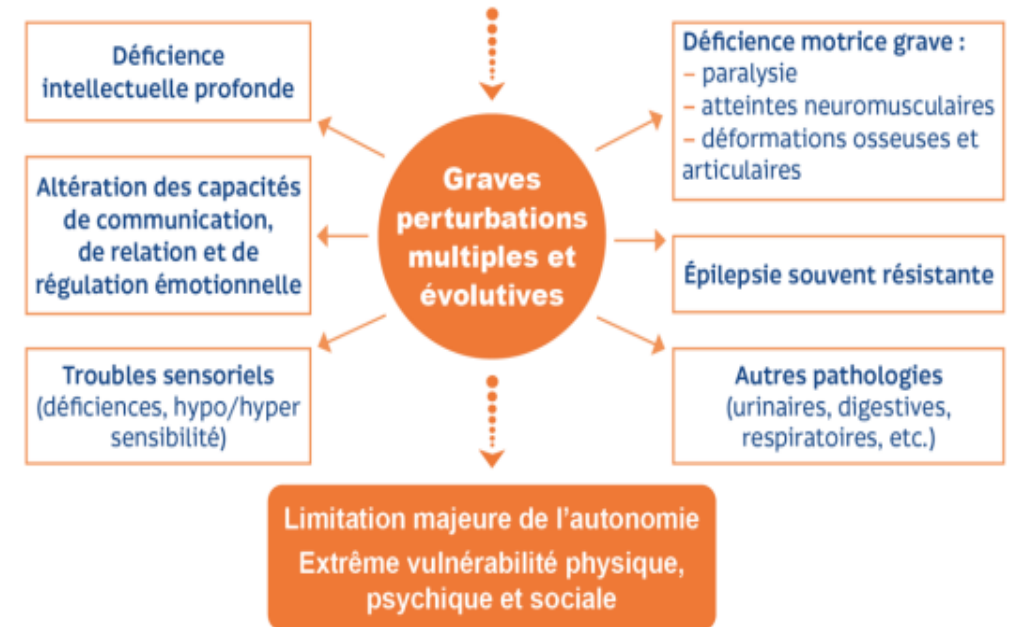 Déficience
intellectuelle profonde
Altération des capacités
de communication,
de relation et de
régulation émotionnelle
Troubles sensoriels
(déficiences, hypo/hyper
sensibilité)
Graves
perturbations
multiples et
évolutives
Déficience motrice grave :
– paralysie
– atteintes neuromusculaires
– déformations osseuses et
articulaires
Épilepsie souvent résistante
Autres pathologies
(urinaires, digestives,
respiratoires, etc.)
Limitation majeure de l'autonomie
Extrême vulnérabilité physique,
psychique et sociale